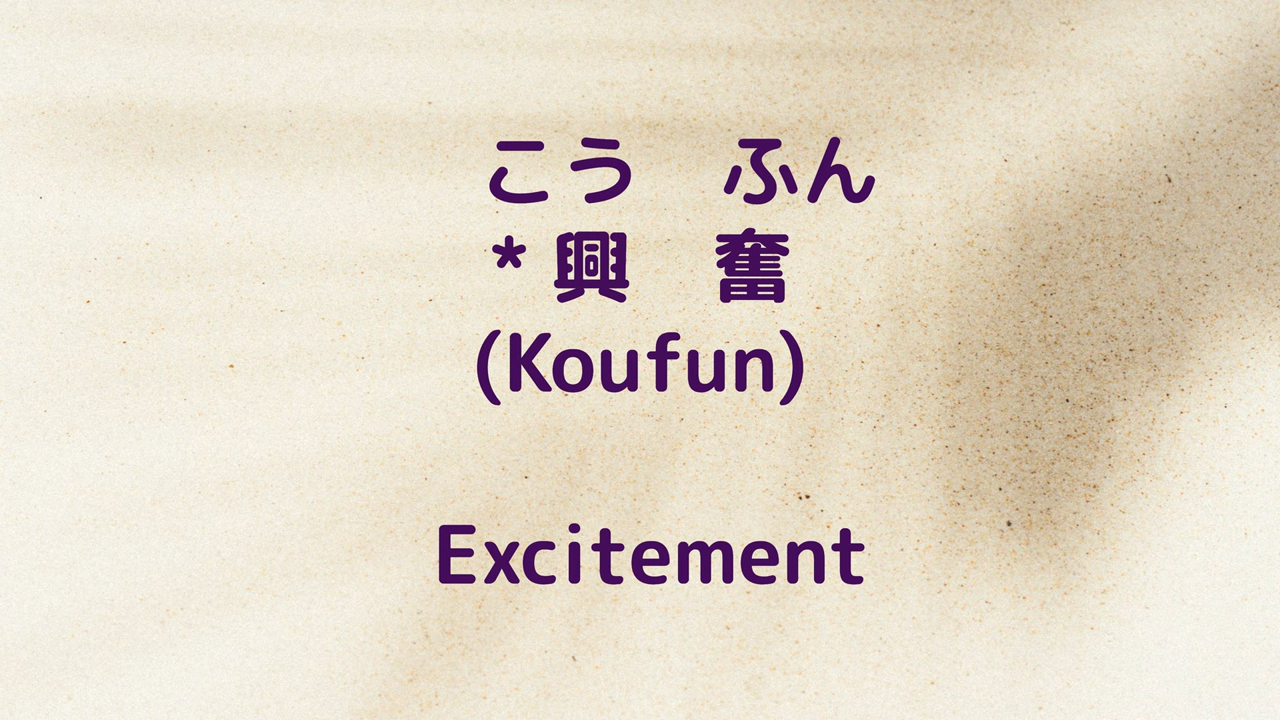 こう　ふん
* 興　奮
(Koufun)
Excitement